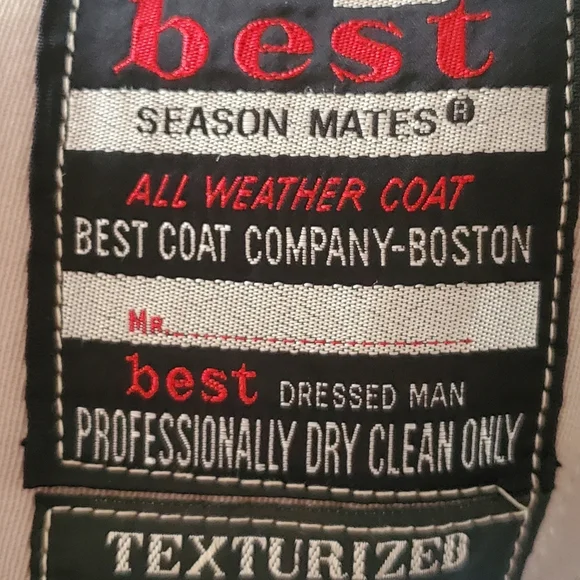 best
SEASON MATES®
ALL WEATHER COAT
BEST COAT COMPANY-BOSTON
MR.
best DRESSED MAN
PROFESSIONALLY DRY CLEAN ONLY
TEXTURIZED